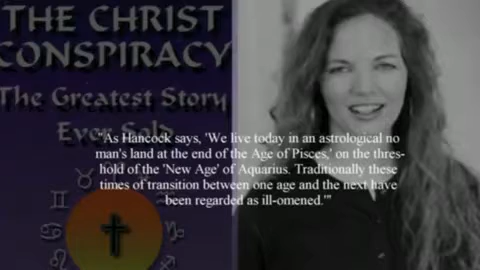 THE CHRIST
CONSPIRACY
The Greatest Story
Ever Sold
"As Hancock says, 'We live today in an astrological no
man's land at the end of the Age of Pisces,' on the thres-
hold of the 'New Age' of Aquarius. Traditionally these
times of transition between one age and the next have
been regarded as ill-omened.'"